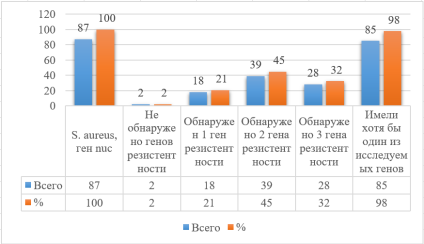 120
100
80
60
40
20
0
87 100
2 2
18 21
39 45
28 32
85 98
S. aureus,
ген nuc
Не
обнаруже
но генов
резистент
ности
Обнаруже
н 1 ген
резистент
ности
Обнаруже
но 2 гена
резистент
ности
Обнаруже
но 3 гена
резистент
ности
Имели
хотя бы
один из
исследуем
ых генов
Всего 87 2 18 39 28 85
% 100 2 21 45 32 98
Всего %